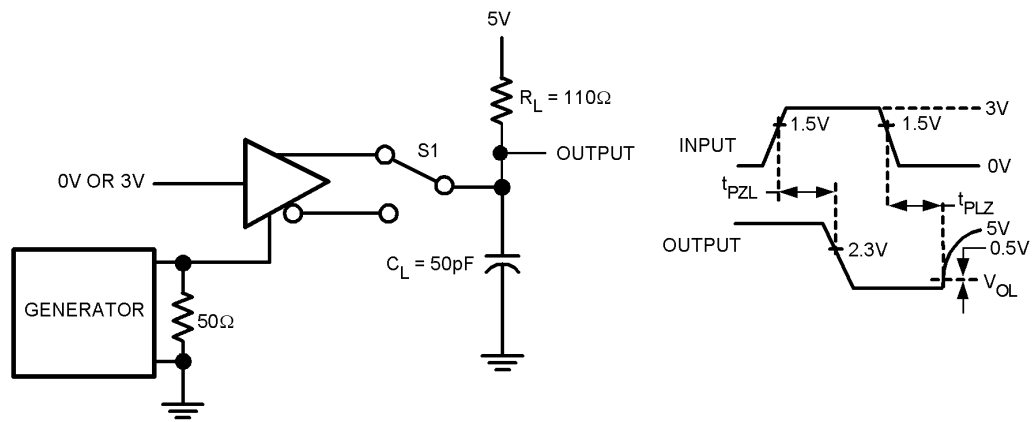 5V
R_L = 110Ω
S1
OUTPUT
0V OR 3V
C_L = 50pF
GENERATOR
50Ω
3V
1.5V
1.5V
INPUT
0V
t_PZL
t_PLZ
5V
0.5V
OUTPUT
2.3V
V_OL